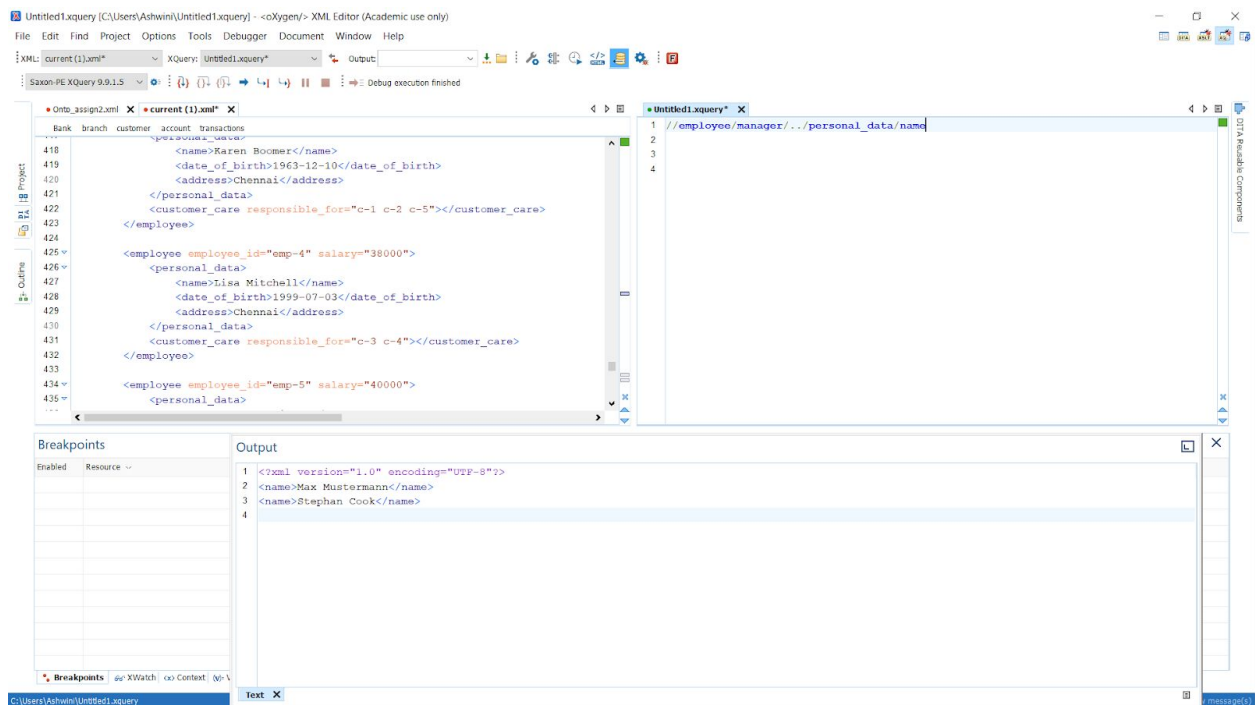 Untitled1.xquery [C:\Users\Ashwini\Untitled1.xquery] - <oXygen/> XML Editor (Academic use only)
File Edit Find Project Options Tools Debugger Document Window Help
XML: current (1).xml* XQuery: Untitled1.xquery* Output:
Saxon-PE XQuery 9.9.1.5 Debug execution finished
Onto_assign2.xml current (1).xml*
Bank branch customer account transactions
<personal_data>
418 <name>Karen Boomer</name>
419 <date_of_birth>1963-12-10</date_of_birth>
420 <address>Chennai</address>
421 </personal_data>
422 <customer_care responsible_for="c-1 c-2 c-5"></customer_care>
423 </employee>
424
425 <employee employee_id="emp-4" salary="38000">
426 <personal_data>
427 <name>Lisa Mitchell</name>
428 <date_of_birth>1999-07-03</date_of_birth>
429 <address>Chennai</address>
430 </personal_data>
431 <customer_care responsible_for="c-3 c-4"></customer_care>
432 </employee>
433
434 <employee employee_id="emp-5" salary="40000">
435 <personal_data>
Untitled1.xquery*
1 //employee/manager/../personal_data/name
2
3
4
Project
DITA
Outline
DITA Reusable Components
Breakpoints
Enabled Resource
Breakpoints XWatch Context
Output
1 <?xml version="1.0" encoding="UTF-8"?>
2 <name>Max Mustermann</name>
3 <name>Stephan Cook</name>
4
Text
C:\Users\Ashwini\Untitled1.xquery
message(s)